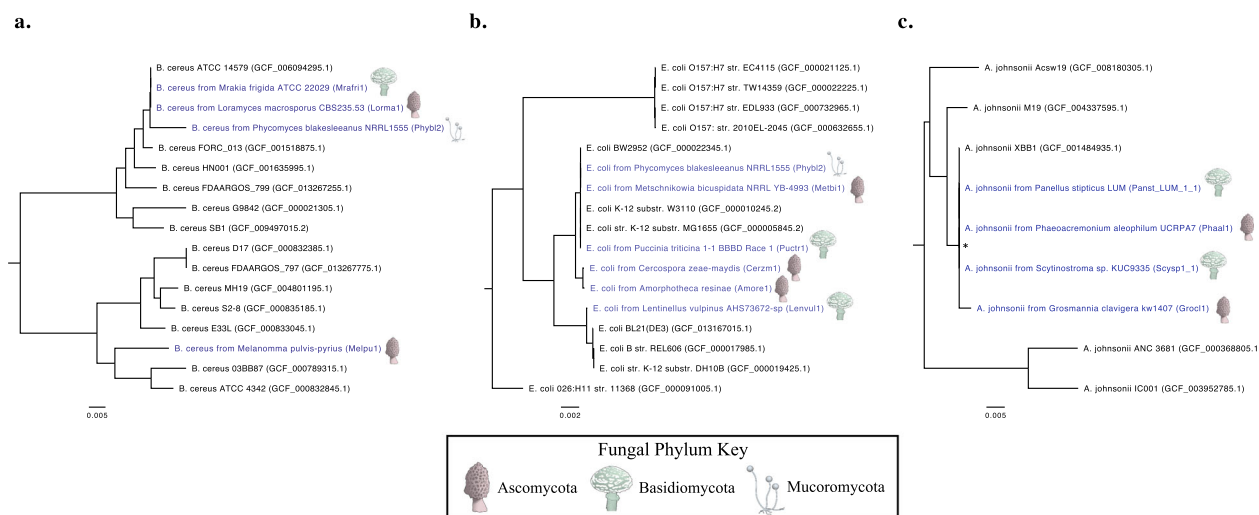 a.
B. cereus ATCC 14579 (GCF_006094295.1)
B. cereus from Mrakia frigida ATCC 22029 (Mrafri1)
B. cereus from Loramyces macrosporus CBS235.53 (Lorma1)
B. cereus from Phycomyces blakesleeanus NRRL1555 (Phybl2)
B. cereus FORC_013 (GCF_001518875.1)
B. cereus HN001 (GCF_001635995.1)
B. cereus FDAARGOS_799 (GCF_013267255.1)
B. cereus G9842 (GCF_000021305.1)
B. cereus SB1 (GCF_009497015.2)
B. cereus D17 (GCF_000832385.1)
B. cereus FDAARGOS_797 (GCF_013267775.1)
B. cereus MH19 (GCF_004801195.1)
B. cereus S2-8 (GCF_000835185.1)
B. cereus E33L (GCF_000833045.1)
B. cereus from Melanomma pulvis-pyrius (Melpu1)
B. cereus 03BB87 (GCF_000789315.1)
B. cereus ATCC 4342 (GCF_000832845.1)
0.005
b.
E. coli O157:H7 str. EC4115 (GCF_000021125.1)
E. coli O157:H7 str. TW14359 (GCF_000022225.1)
E. coli O157:H7 str. EDL933 (GCF_000732965.1)
E. coli O157: str. 2010EL-2045 (GCF_000632655.1)
E. coli BW2952 (GCF_000022345.1)
E. coli from Phycomyces blakesleeanus NRRL1555 (Phybl2)
E. coli from Metschnikowia bicuspidata NRRL YB-4993 (Metbi1)
E. coli K-12 substr. W3110 (GCF_000010245.2)
E. coli str. K-12 substr. MG1655 (GCF_000005845.2)
E. coli from Puccinia triticina 1-1 BBBD Race 1 (Puctr1)
E. coli from Cercospora zeae-maydis (Cerzm1)
E. coli from Amorphotheca resinae (Amore1)
E. coli from Lentinellus vulpinus AHS73672-sp (Lenvul1)
E. coli BL21(DE3) (GCF_013167015.1)
E. coli B str. REL606 (GCF_000017985.1)
E. coli str. K-12 substr. DH10B (GCF_000019425.1)
E. coli 026:H11 str. 11368 (GCF_000091005.1)
0.002
c.
A. johnsonii Acsw19 (GCF_008180305.1)
A. johnsonii M19 (GCF_004337595.1)
A. johnsonii XBB1 (GCF_001484935.1)
A. johnsonii from Panellus stipticus LUM (Panst_LUM_1_1)
A. johnsonii from Phaeoacremonium aleophilum UCRPA7 (Phaal1)
*
A. johnsonii from Scytinostroma sp. KUC9335 (Scysp1_1)
A. johnsonii from Grosmannia clavigera kw1407 (Grocl1)
A. johnsonii ANC 3681 (GCF_000368805.1)
A. johnsonii IC001 (GCF_003952785.1)
0.005
Fungal Phylum Key
Ascomycota Basidiomycota Mucoromycota